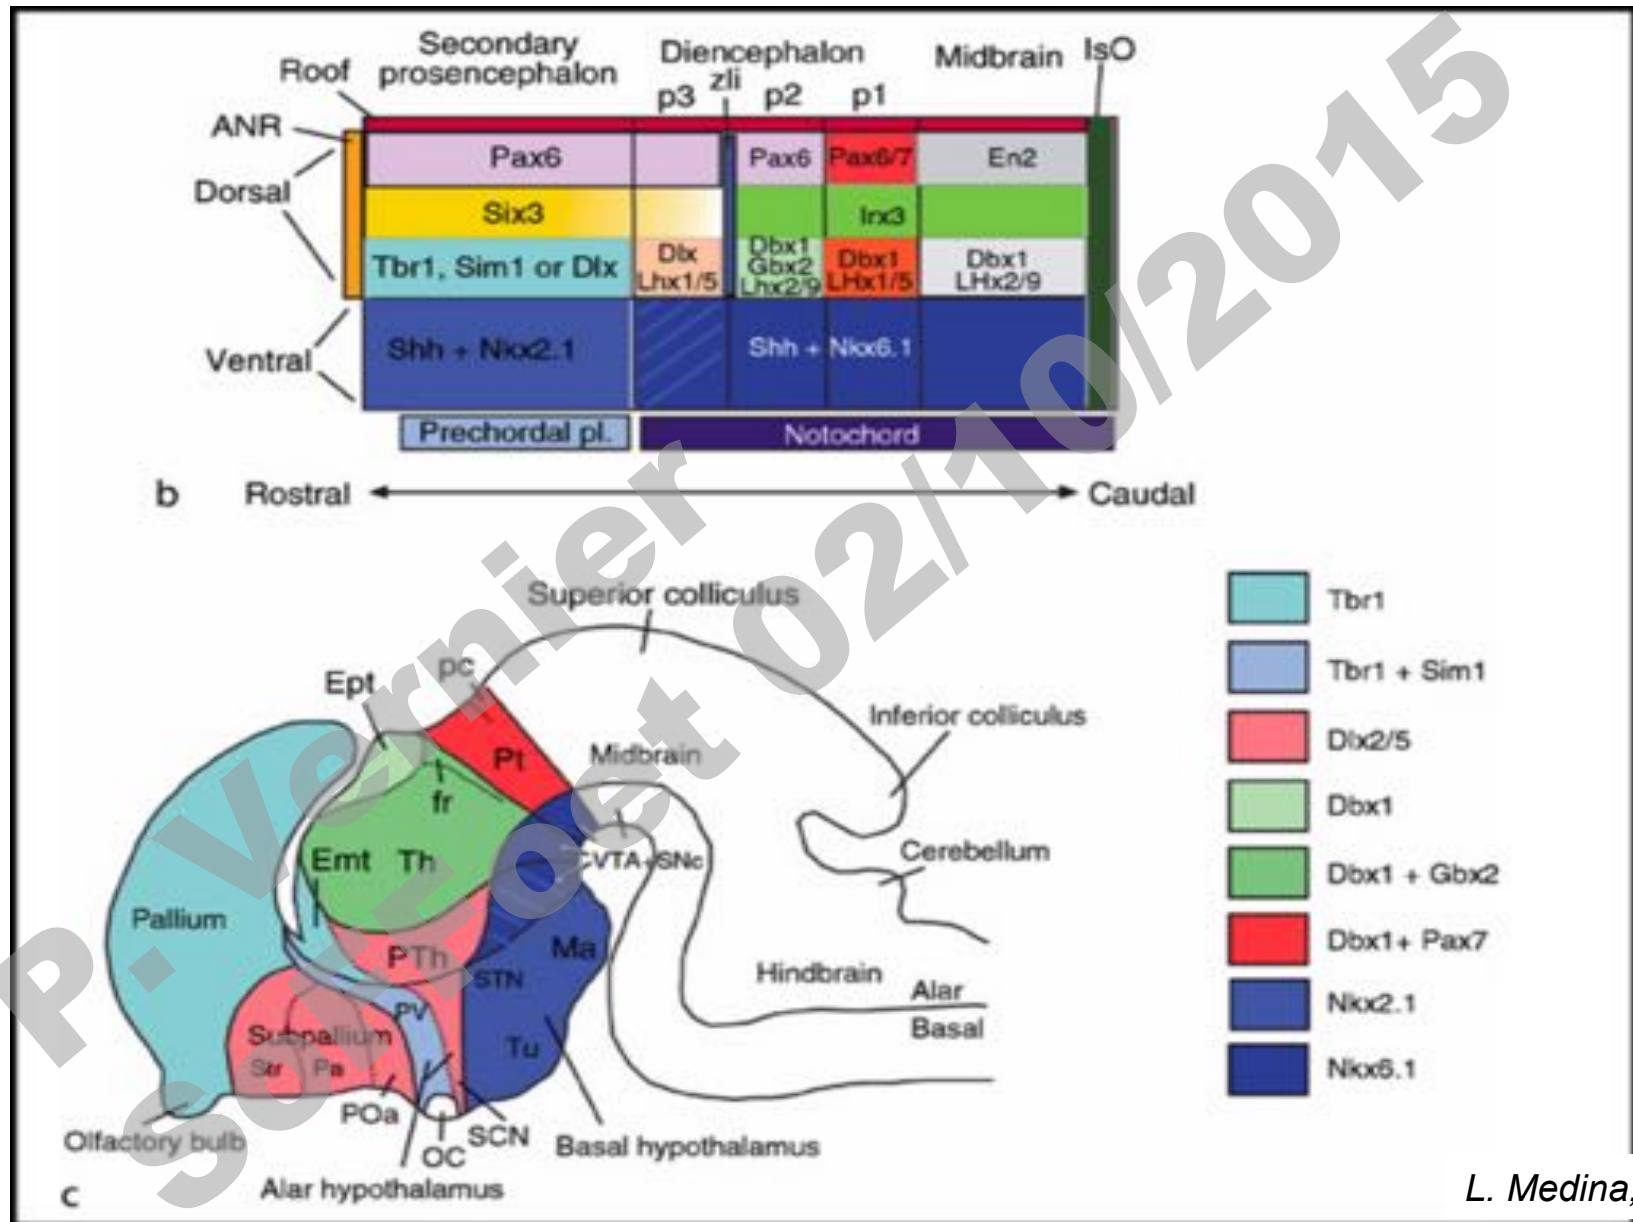 Secondary
prosencephalon
Diencephalon
Midbrain
IsO
Roof
zli
p3
p2
p1
ANR
Dorsal
Pax6
Pax6
Pax6/7
En2
Six3
Irx3
Tbr1, Sim1 or Dlx
Dlx
Lhx1/5
Dbx1
Gbx2
Lhx2/9
Dbx1
LHx1/5
Dbx1
LHx2/9
Ventral
Shh + Nkx2.1
Shh + Nkx6.1
Prechordal pl.
Notochord
b
Rostral
Caudal
Superior colliculus
Ept
pc
Pt
Midbrain
Inferior colliculus
fr
Emt
Th
VTA+SNc
Cerebellum
Pallium
PTh
Ma
STN
Hindbrain
Alar
Basal
PV
Subpallium
Str
Pa
Tu
POa
SCN
OC
Olfactory bulb
Basal hypothalamus
Alar hypothalamus
c
Tbr1
Tbr1 + Sim1
Dlx2/5
Dbx1
Dbx1 + Gbx2
Dbx1+ Pax7
Nkx2.1
Nkx6.1
L. Medina,
P. Vernier
02/10/2015